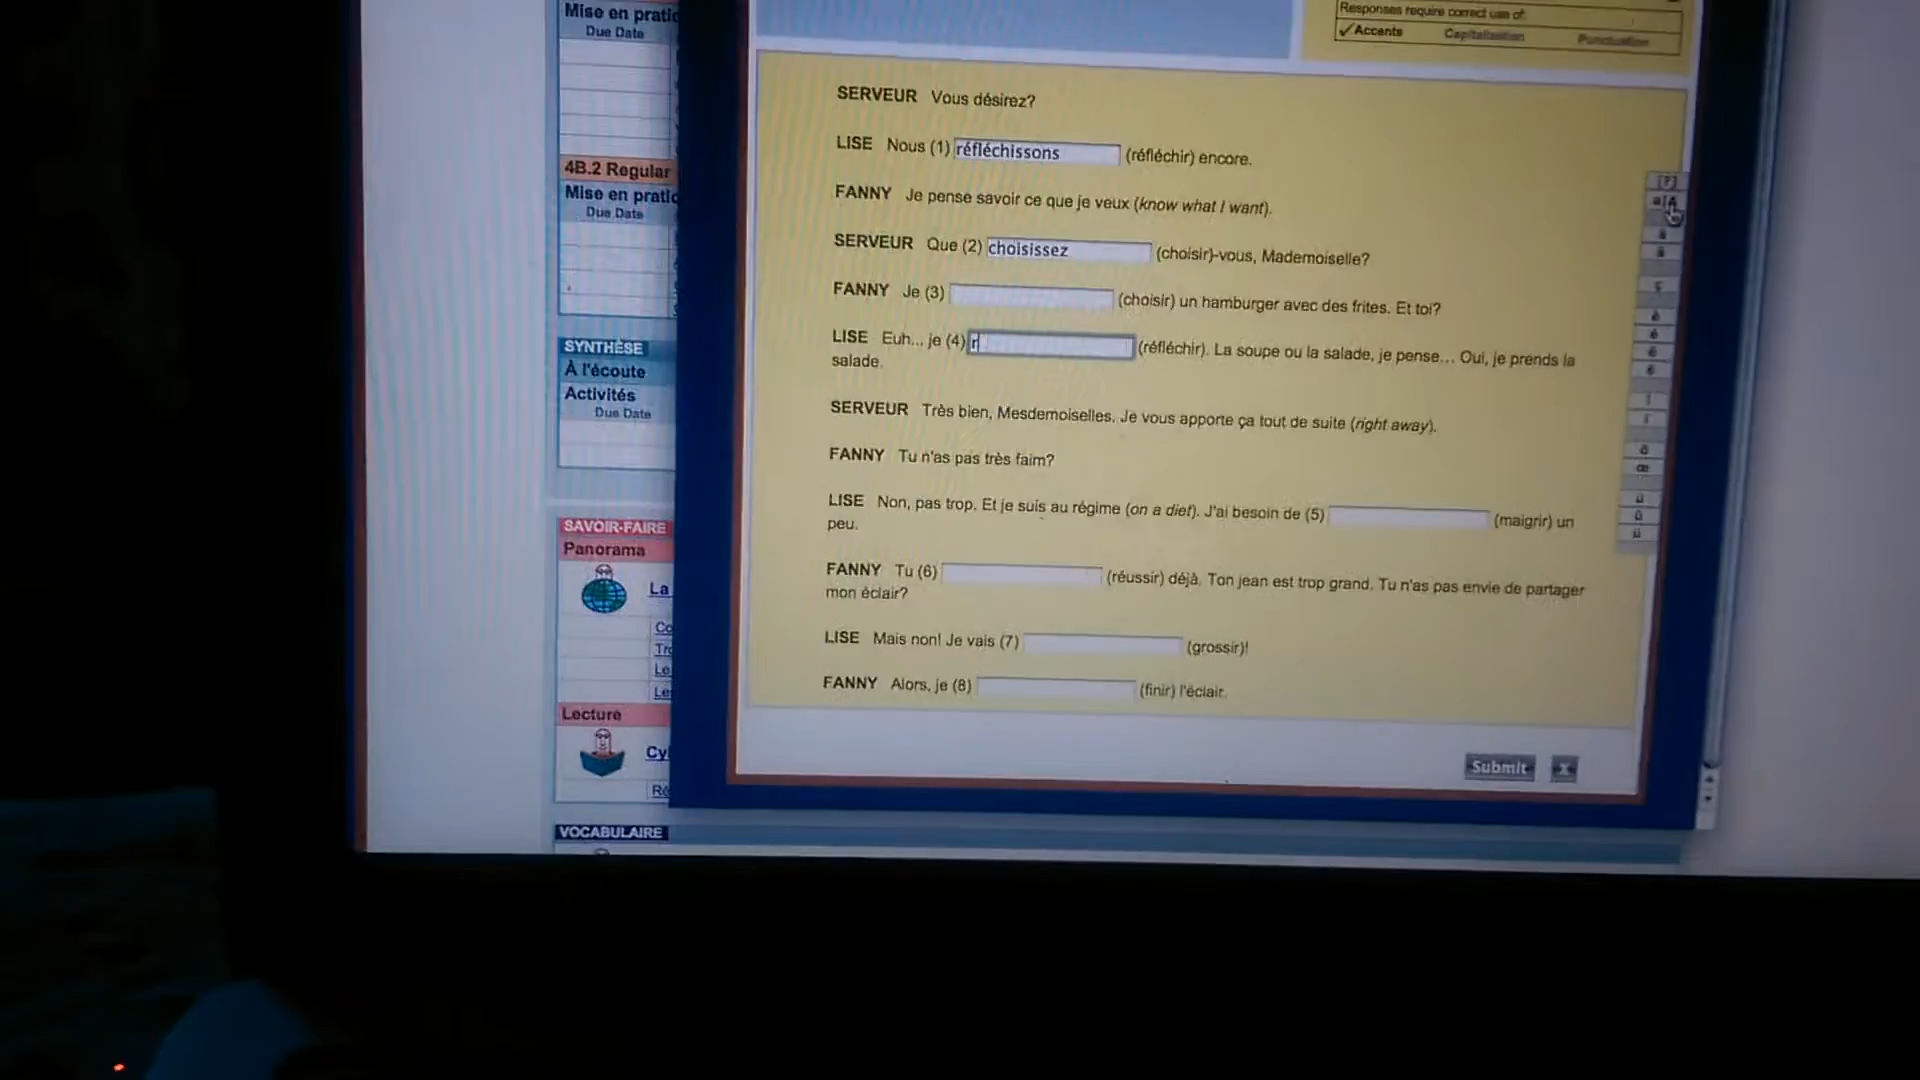 Mise en pratic
Due Date
4B.2 Regular
Mise en pratic
Due Date
SYNTHÈSE
À l'écoute
Activités
Due Date
SAVOIR-FAIRE
Panorama
La
Co
Tro
Le
Le
Lecture
Cyl
Ré
VOCABULAIRE
Responses require correct use of:
✓Accents Capitalization Punctuation
SERVEUR Vous désirez?
LISE Nous (1) réfléchissons (réfléchir) encore.
FANNY Je pense savoir ce que je veux (know what I want).
SERVEUR Que (2) choisissez (choisir)-vous, Mademoiselle?
FANNY Je (3) (choisir) un hamburger avec des frites. Et toi?
LISE Euh... je (4) r (réfléchir). La soupe ou la salade, je pense... Oui, je prends la
salade.
SERVEUR Très bien, Mesdemoiselles. Je vous apporte ça tout de suite (right away).
FANNY Tu n'as pas très faim?
LISE Non, pas trop. Et je suis au régime (on a diet). J'ai besoin de (5) (maigrir) un
peu.
FANNY Tu (6) (réussir) déjà. Ton jean est trop grand. Tu n'as pas envie de partager
mon éclair?
LISE Mais non! Je vais (7) (grossir)!
FANNY Alors, je (8) (finir) l'éclair.
Submit x